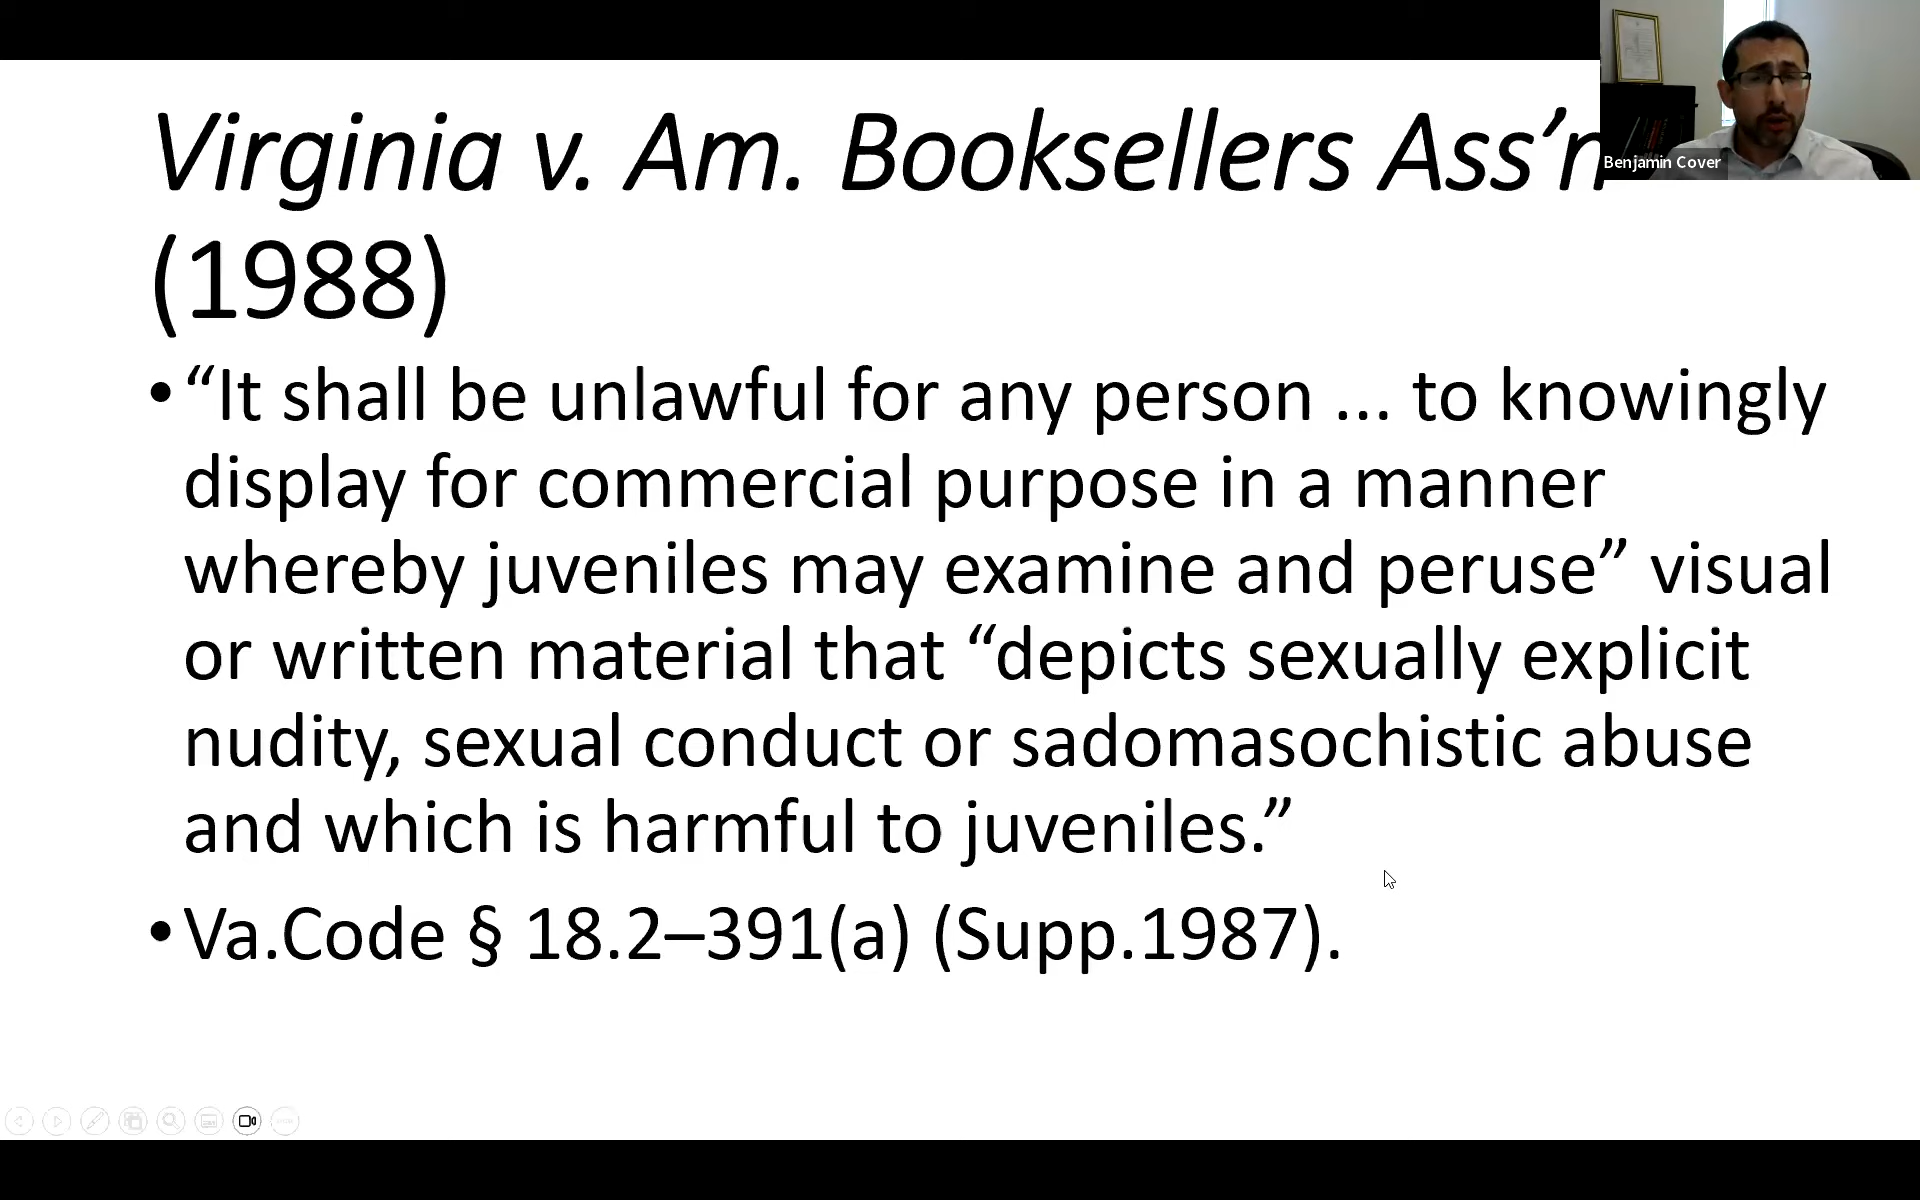 Virginia v. Am. Booksellers Ass’n
(1988)
Benjamin Cover
• “It shall be unlawful for any person ... to knowingly
display for commercial purpose in a manner
whereby juveniles may examine and peruse” visual
or written material that “depicts sexually explicit
nudity, sexual conduct or sadomasochistic abuse
and which is harmful to juveniles.”
• Va.Code § 18.2–391(a) (Supp.1987).